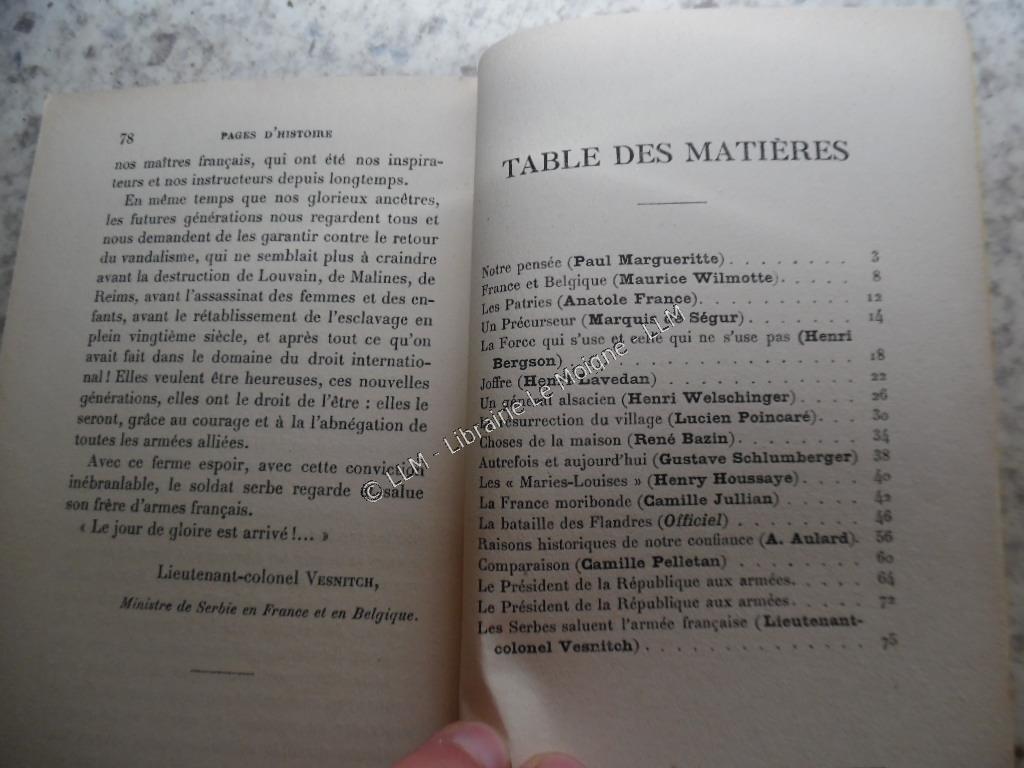 78 PAGES D'HISTOIRE
nos maîtres français, qui ont été nos inspira-
teurs et nos instructeurs depuis longtemps.
En même temps que nos glorieux ancêtres,
les futures générations nous regardent tous et
nous demandent de les garantir contre le retour
du vandalisme, qui ne semblait plus à craindre
avant la destruction de Louvain, de Malines, de
Reims, avant l'assassinat des femmes et des en-
fants, avant le rétablissement de l'esclavage en
plein vingtième siècle, et après tout ce qu'on
avait fait dans le domaine du droit internatio-
nal! Elles veulent être heureuses, ces nouvelles
générations, elles ont le droit de l'être : elles le
seront, grâce au courage et à la l'abnégation de
toutes les armées alliées.
Avec ce ferme espoir, avec cette conviction
inébranlable, le soldat serbe regarde et salue
son frère d'armes français.
« Le jour de gloire est arrivé!... »
Lieutenant-colonel VESNITCH,
Ministre de Serbie en France et en Belgique.
TABLE DES MATIÈRES
Notre pensée (Paul Margueritte) . . . . . . . . 3
France et Belgique (Maurice Wilmotte) . . . . . 8
Les Patries (Anatole France) . . . . . . . . . 12
Un Précurseur (Marquis de Ségur) . . . . . . . 14
La Force qui s'use et celle qui ne s'use pas (Henri
Bergson) . . . . . . . . . . . . . . 18
Joffre (Henri Lavedan) . . . . . . . . . . . 22
Un général alsacien (Henri Welschinger) . . . . 26
La résurrection du village (Lucien Poincaré) . . . 30
Choses de la maison (René Bazin) . . . . . . . 34
Autrefois et aujourd'hui (Gustave Schlumberger) 38
Les « Maries-Louises » (Henry Houssaye) . . . . 40
La France moribonde (Camille Jullian) . . . . . 42
La bataille des Flandres (Officiel) . . . . . . . 46
Raisons historiques de notre confiance (A. Aulard). 56
Comparaison (Camille Pelletan) . . . . . . . . 60
Le Président de la République aux armées. . . . . 64
Le Président de la République aux armées. . . . . 72
Les Serbes saluent l'armée française (Lieutenant-
colonel Vesnitch) . . . . . . . . . . . . 75
© LLM - Librairie Le Moigne - LLM